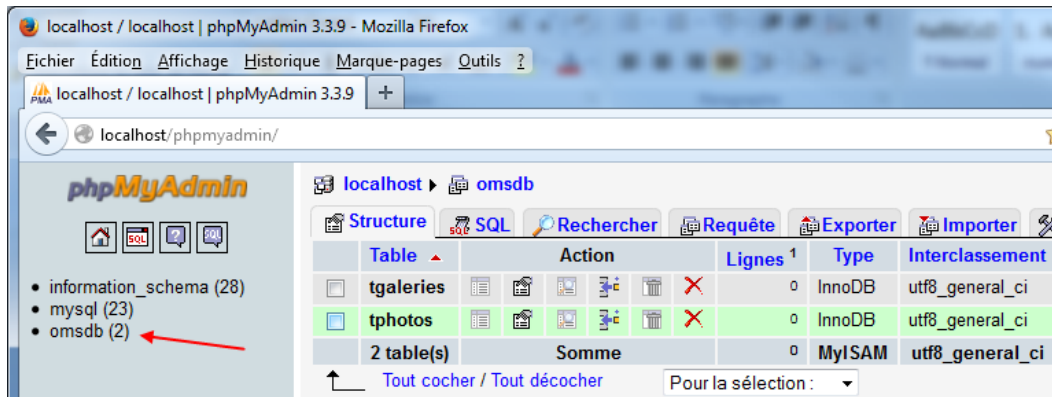 localhost / localhost | phpMyAdmin 3.3.9 - Mozilla Firefox
Fichier Édition Affichage Historique Marque-pages Outils ?
PMA localhost / localhost | phpMyAdmin 3.3.9 +
localhost/phpmyadmin/
phpMyAdmin
SQL SQL
information_schema (28)
mysql (23)
omsdb (2)
localhost omsdb
Structure SQL Rechercher Requête Exporter Importer
Table Action Lignes 1 Type Interclassement
tgaleries 0 InnoDB utf8_general_ci
tphotos 0 InnoDB utf8_general_ci
2 table(s) Somme 0 MyISAM utf8_general_ci
Tout cocher / Tout décocher Pour la sélection :